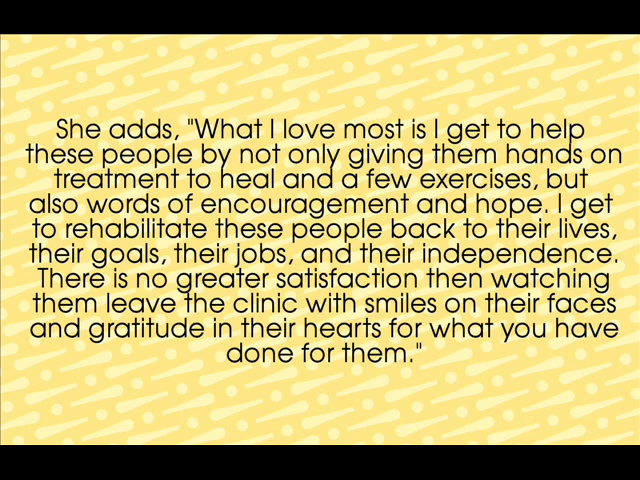 She adds, "What I love most is I get to help
these people by not only giving them hands on
treatment to heal and a few exercises, but
also words of encouragement and hope. I get
to rehabilitate these people back to their lives,
their goals, their jobs, and their independence.
There is no greater satisfaction then watching
them leave the clinic with smiles on their faces
and gratitude in their hearts for what you have
done for them."